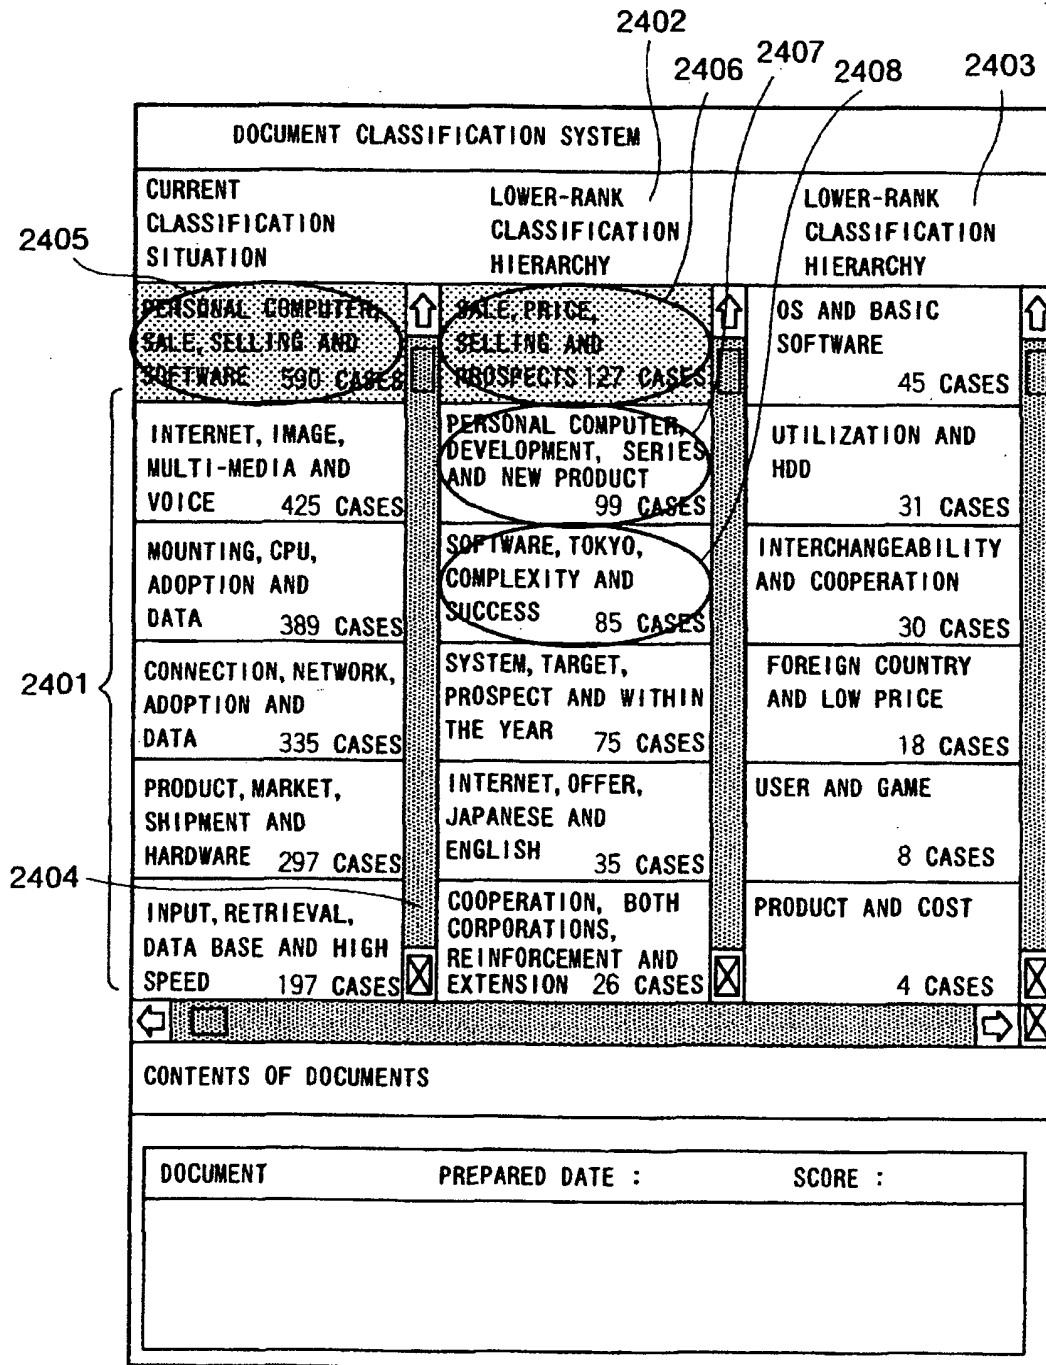 2402
2407
2406
2408
2403
DOCUMENT CLASSIFICATION SYSTEM
CURRENT
CLASSIFICATION
SITUATION
LOWER-RANK
CLASSIFICATION
HIERARCHY
LOWER-RANK
CLASSIFICATION
HIERARCHY
2405
PERSONAL COMPUTER,
SALE, SELLING AND
SOFTWARE 590 CASES
SALE, PRICE,
SELLING AND
PROSPECTS 127 CASES
OS AND BASIC
SOFTWARE
45 CASES
2401
INTERNET, IMAGE,
MULTI-MEDIA AND
VOICE 425 CASES
PERSONAL COMPUTER,
DEVELOPMENT, SERIES
AND NEW PRODUCT
99 CASES
UTILIZATION AND
HDD
31 CASES
MOUNTING, CPU,
ADOPTION AND
DATA 389 CASES
SOFTWARE, TOKYO,
COMPLEXITY AND
SUCCESS 85 CASES
INTERCHANGEABILITY
AND COOPERATION
30 CASES
CONNECTION, NETWORK,
ADOPTION AND
DATA 335 CASES
SYSTEM, TARGET,
PROSPECT AND WITHIN
THE YEAR 75 CASES
FOREIGN COUNTRY
AND LOW PRICE
18 CASES
PRODUCT, MARKET,
SHIPMENT AND
HARDWARE 297 CASES
INTERNET, OFFER,
JAPANESE AND
ENGLISH 35 CASES
USER AND GAME
8 CASES
2404
INPUT, RETRIEVAL,
DATA BASE AND HIGH
SPEED 197 CASES
COOPERATION, BOTH
CORPORATIONS,
REINFORCEMENT AND
EXTENSION 26 CASES
PRODUCT AND COST
4 CASES
CONTENTS OF DOCUMENTS
DOCUMENT PREPARED DATE : SCORE :